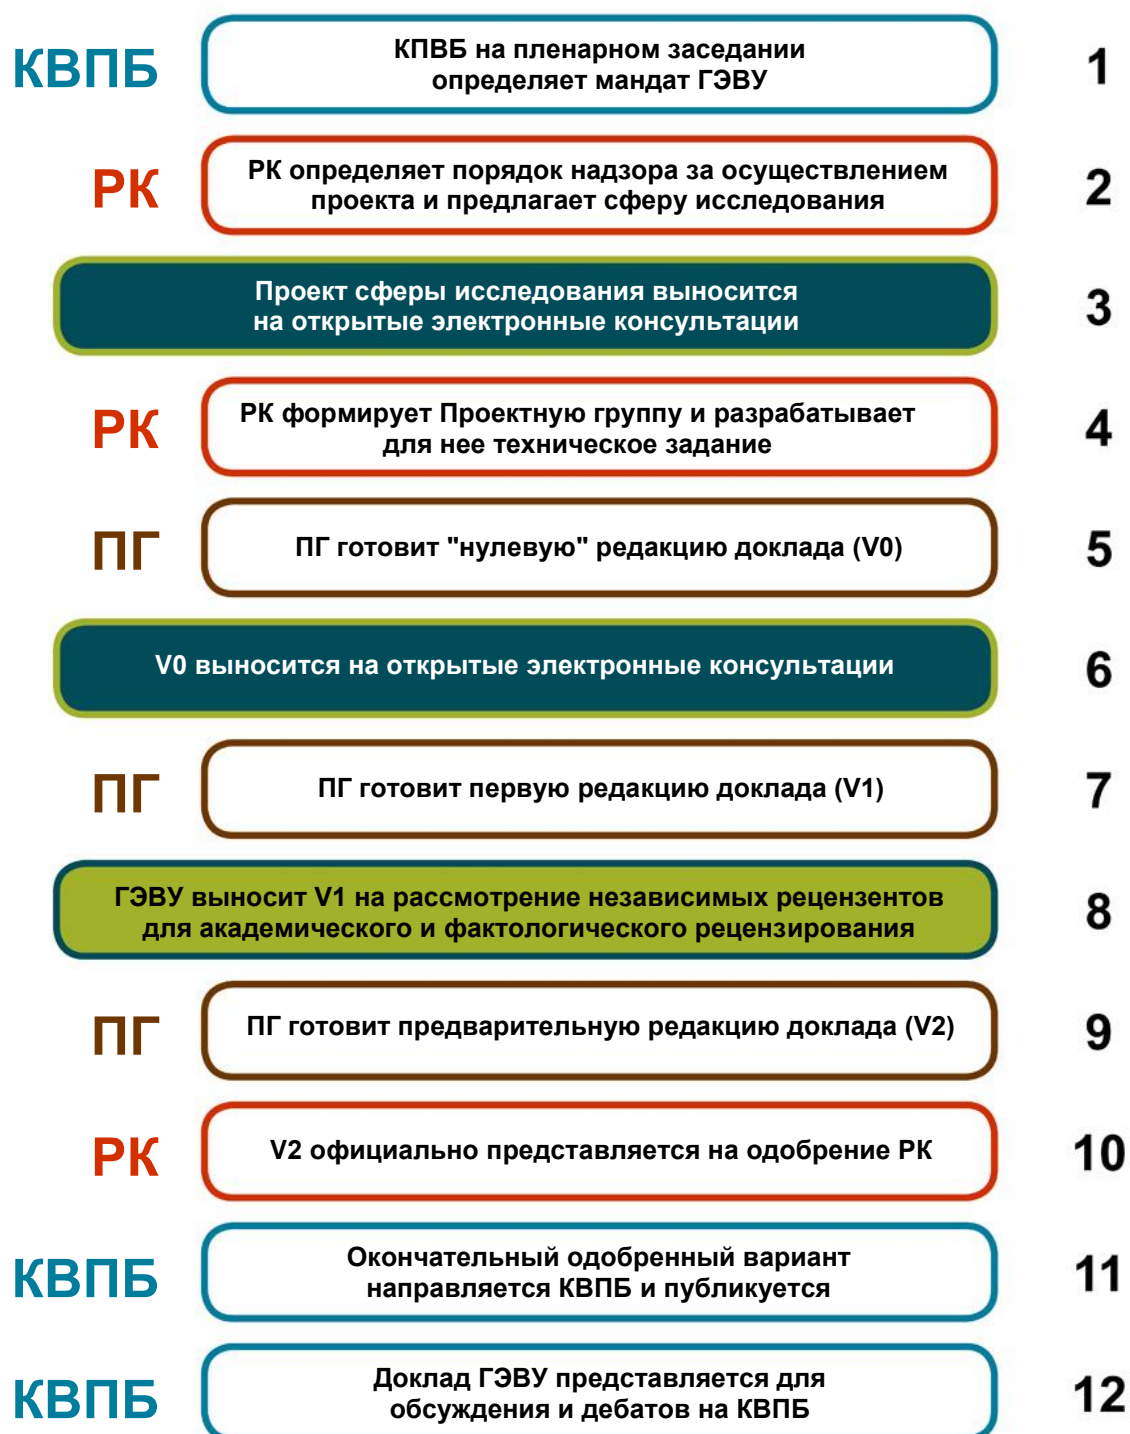 КВПБ
КПВБ на пленарном заседании
определяет мандат ГЭВУ
1
РК
РК определяет порядок надзора за осуществлением
проекта и предлагает сферу исследования
2
Проект сферы исследования выносится
на открытые электронные консультации
3
РК
РК формирует Проектную группу и разрабатывает
для нее техническое задание
4
ПГ
ПГ готовит "нулевую" редакцию доклада (V0)
5
V0 выносится на открытые электронные консультации
6
ПГ
ПГ готовит первую редакцию доклада (V1)
7
ГЭВУ выносит V1 на рассмотрение независимых рецензентов
для академического и фактологического рецензирования
8
ПГ
ПГ готовит предварительную редакцию доклада (V2)
9
РК
V2 официально представляется на одобрение РК
10
КВПБ
Окончательный одобренный вариант
направляется КВПБ и публикуется
11
КВПБ
Доклад ГЭВУ представляется для
обсуждения и дебатов на КВПБ
12